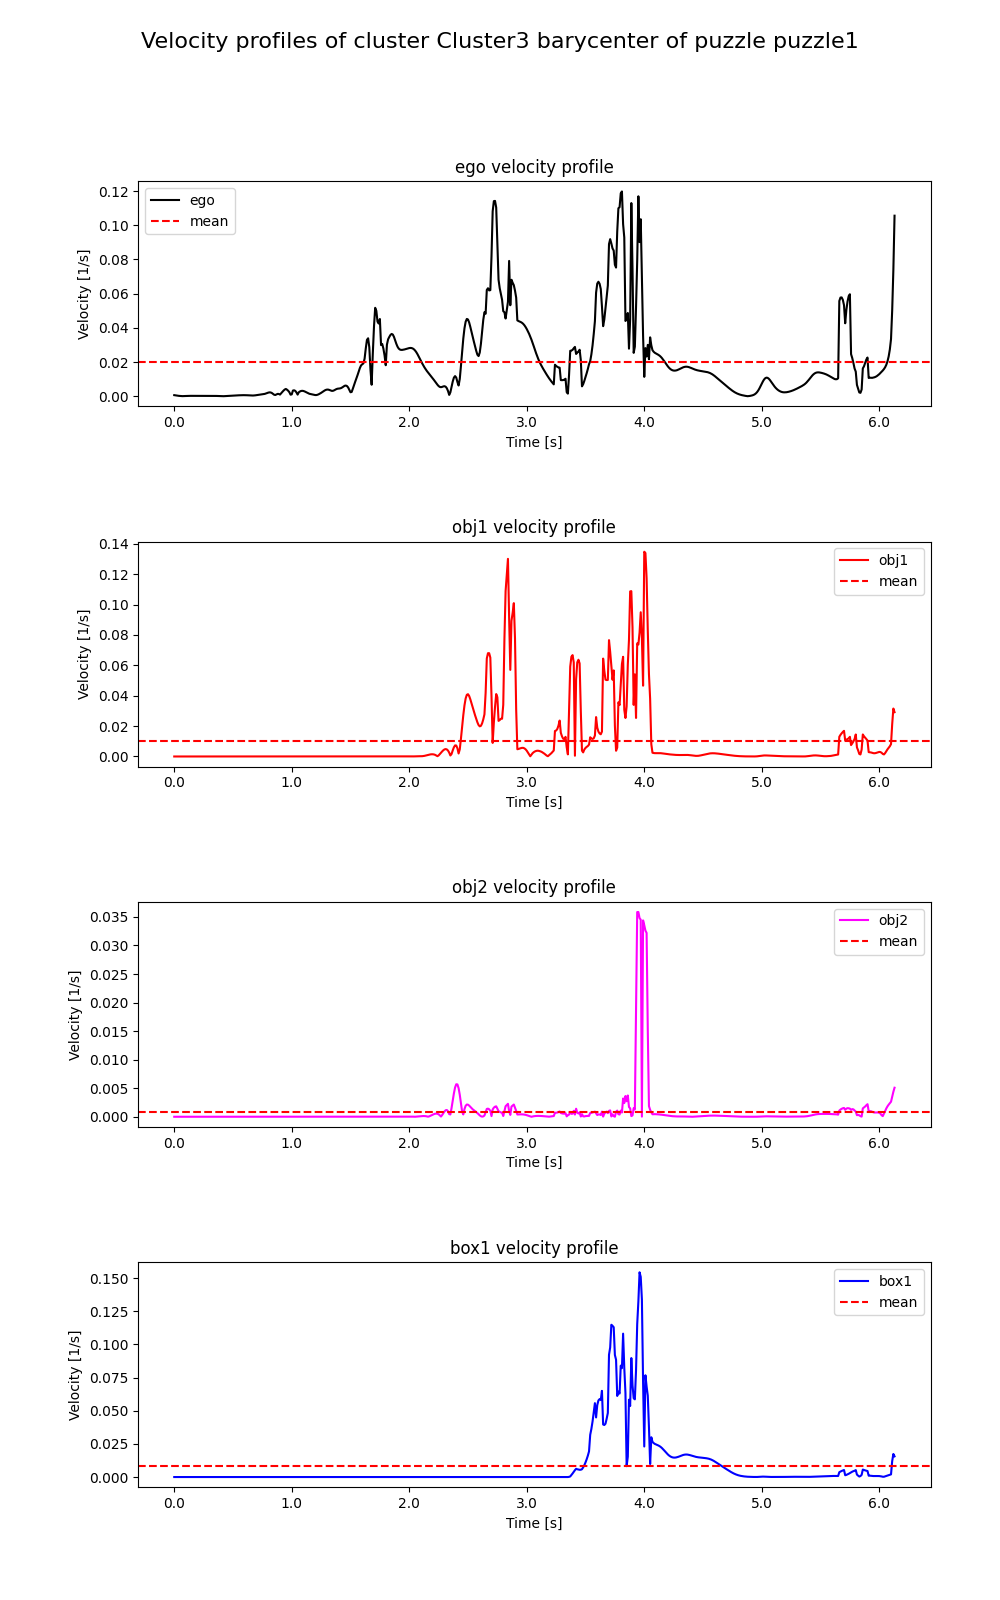 Velocity profiles of cluster Cluster3 barycenter of puzzle puzzle1
ego velocity profile
Velocity [1/s]
0.12
0.10
0.08
0.06
0.04
0.02
0.00
ego
mean
0.0 1.0 2.0 3.0 4.0 5.0 6.0
Time [s]
obj1 velocity profile
Velocity [1/s]
0.14
0.12
0.10
0.08
0.06
0.04
0.02
0.00
obj1
mean
0.0 1.0 2.0 3.0 4.0 5.0 6.0
Time [s]
obj2 velocity profile
Velocity [1/s]
0.035
0.030
0.025
0.020
0.015
0.010
0.005
0.000
obj2
mean
0.0 1.0 2.0 3.0 4.0 5.0 6.0
Time [s]
box1 velocity profile
Velocity [1/s]
0.150
0.125
0.100
0.075
0.050
0.025
0.000
box1
mean
0.0 1.0 2.0 3.0 4.0 5.0 6.0
Time [s]